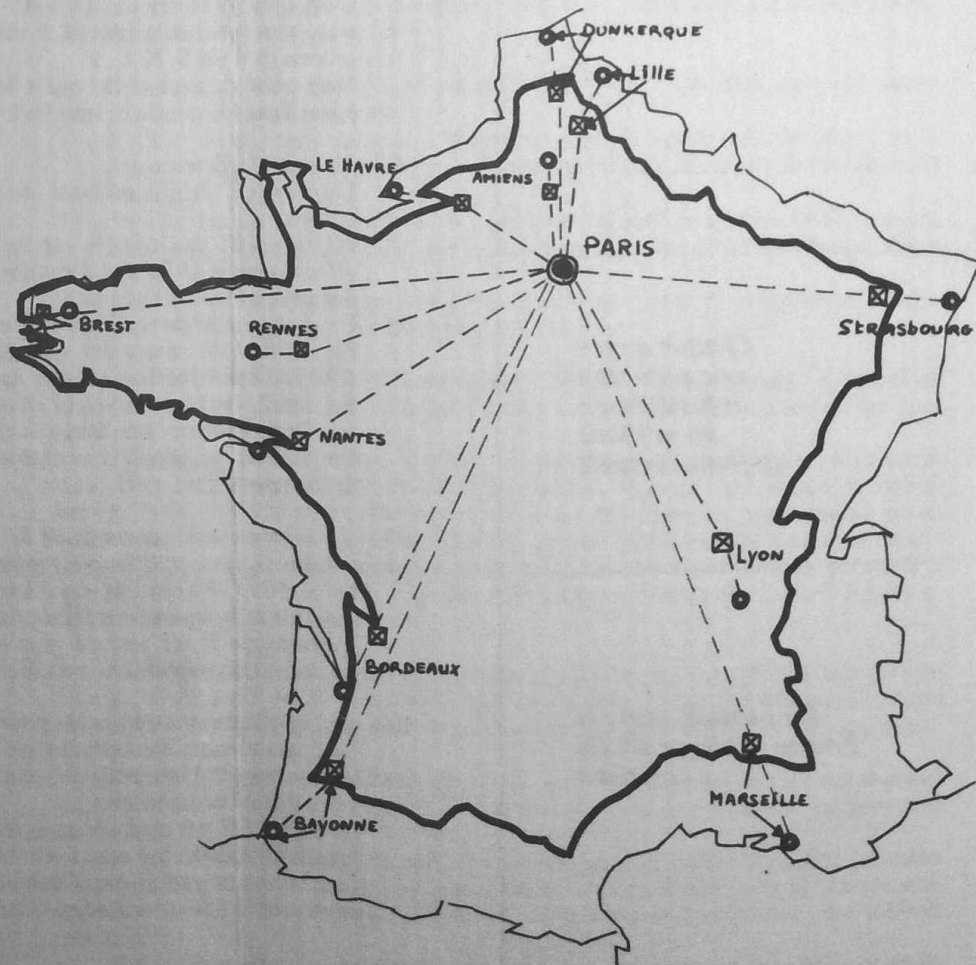 DUNKERQUE
LiLLE
LE HAVRE
AMIENS
PARIS
BREST
RENNES
STRASBOURG
NANTES
LYON
BORDEAUX
MARSEILLE
BAYONNE